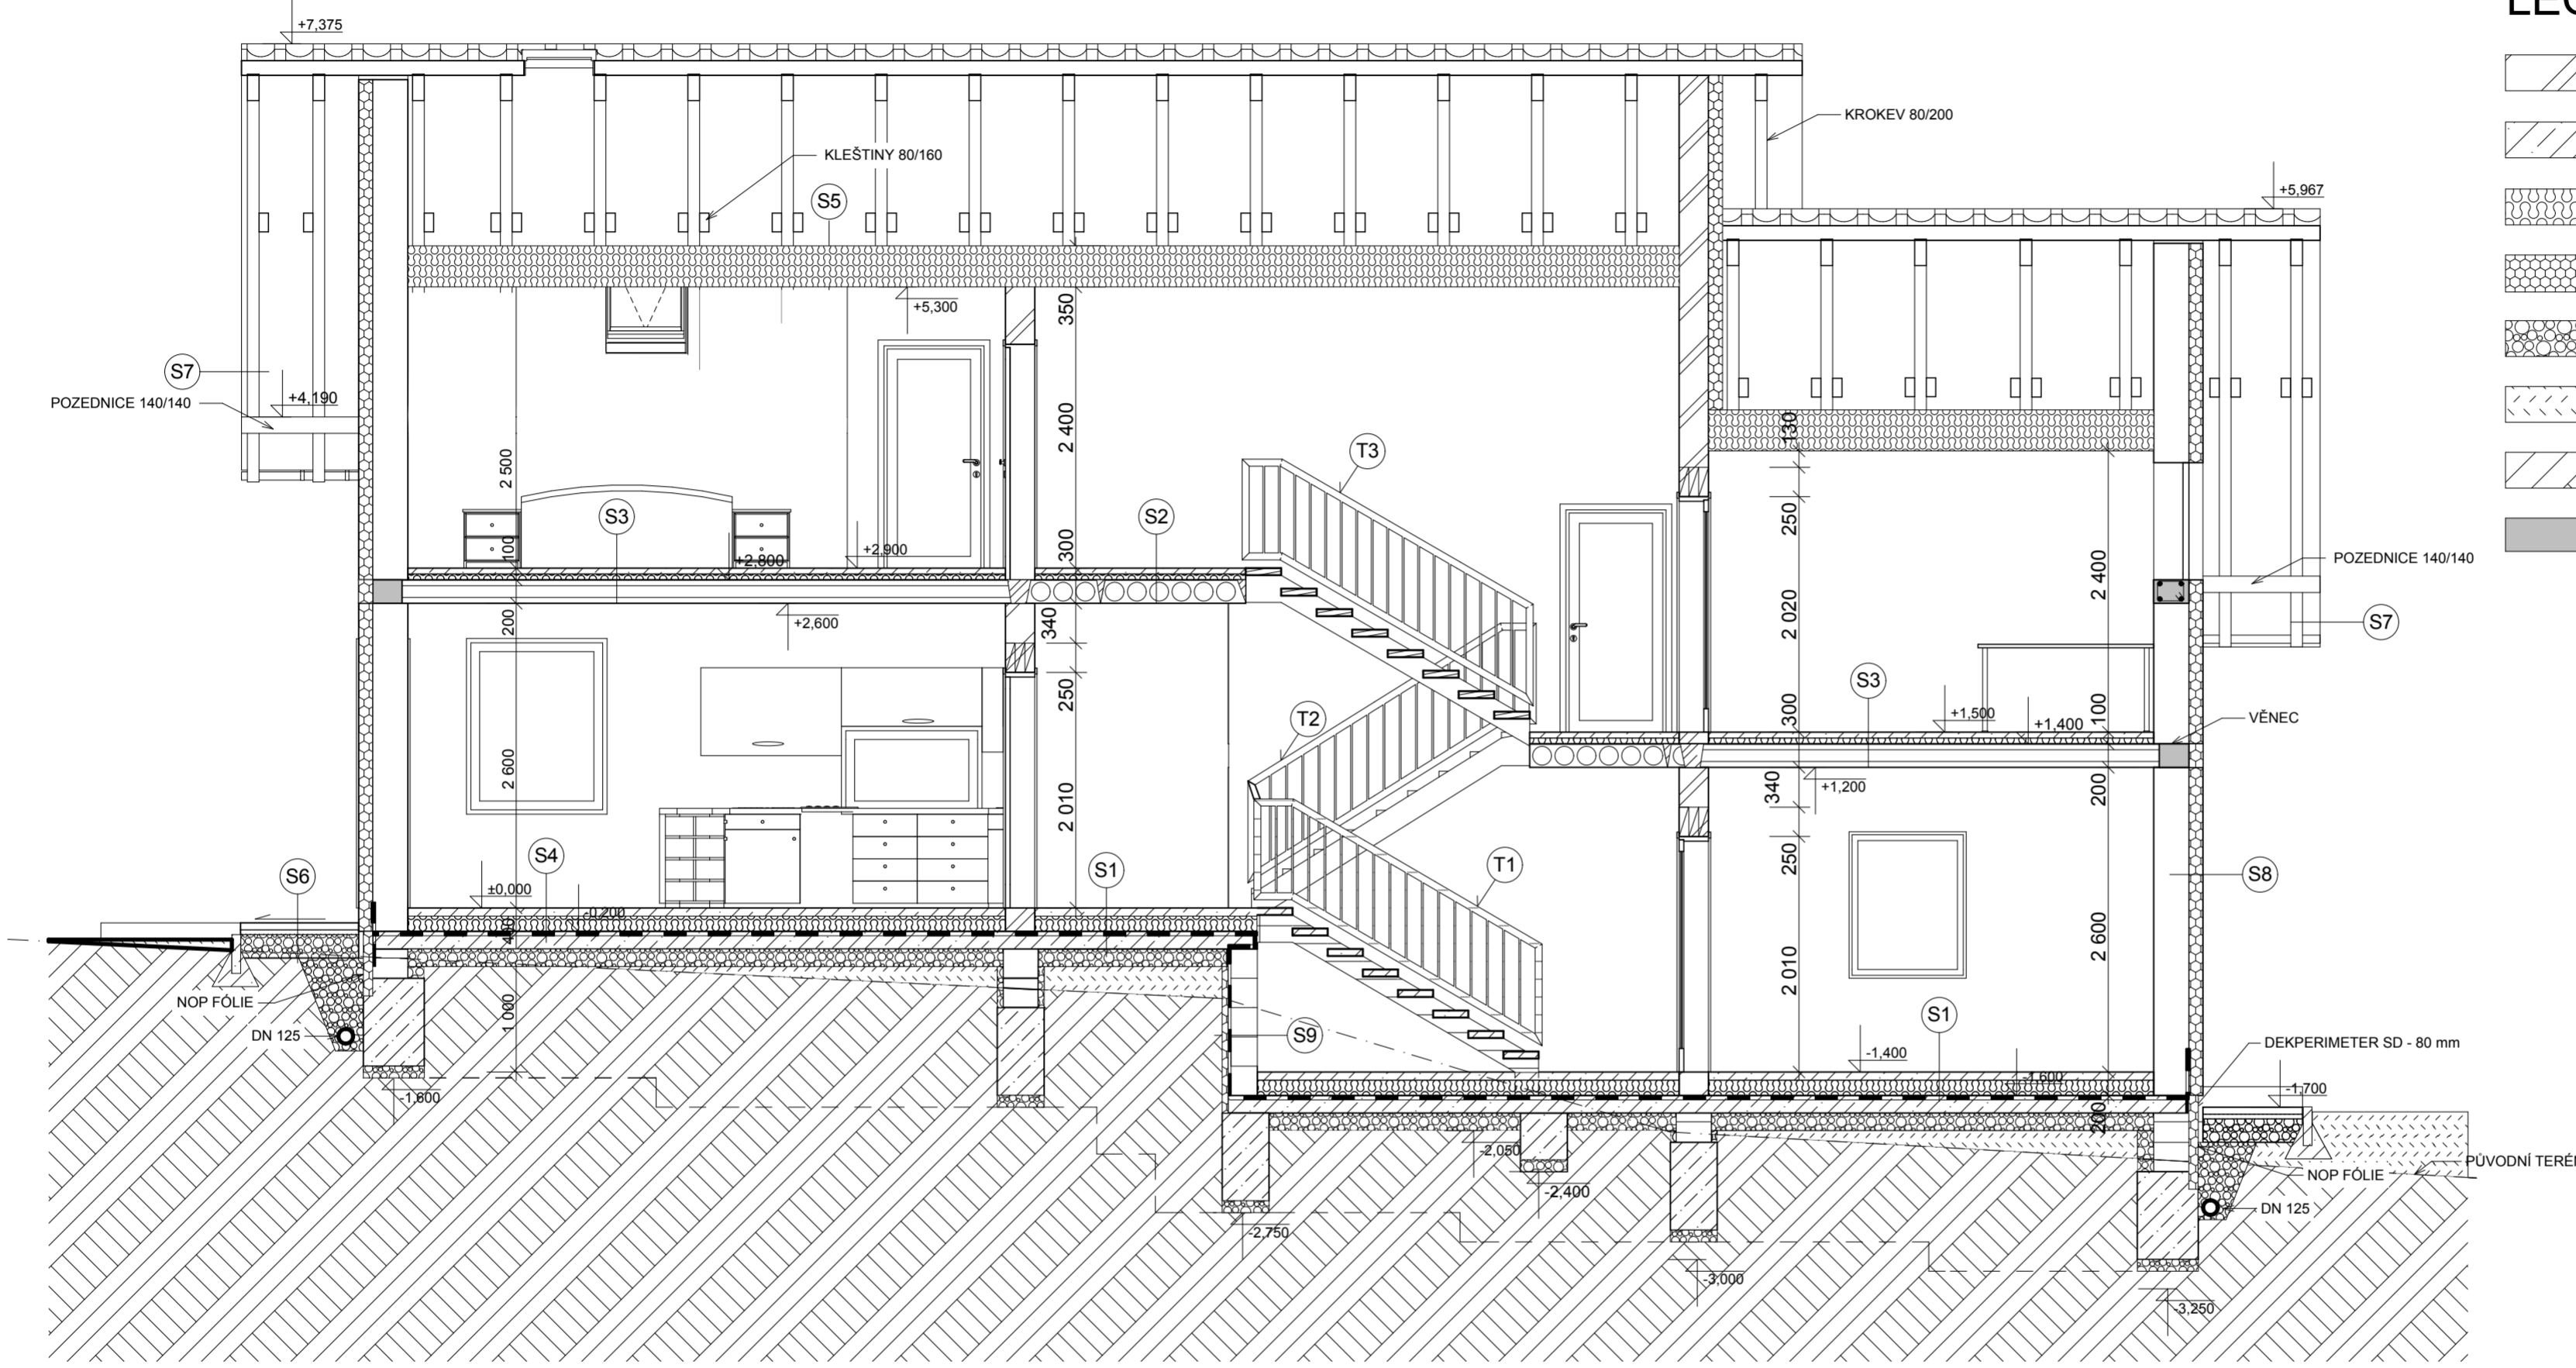 LEG
+7,375
KROKEV 80/200
KLEŠTINY 80/160
+5,967
S5
350
+5,300
S7
+4,190
POZEDNICE 140/140
2 400
130
T3
2 500
S3
S2
250
100
+2,800
+2,900
300
2 400
POZEDNICE 140/140
200
+2,600
340
2 020
S7
250
S3
300
+1,500
+1,400
100
VĚNEC
T2
2 600
2 010
340
+1,200
200
S4
S1
T1
250
S6
±0,000
S8
400
-0,200
2 600
2 010
NOP FÓLIE
1 000
DN 125
S9
S1
DEKPERIMETER SD - 80 mm
-1,400
-1,600
-1,600
-1,700
200
-2,050
PŮVODNÍ TERÉ
NOP FÓLIE
-2,400
DN 125
-2,750
-3,000
-3,250